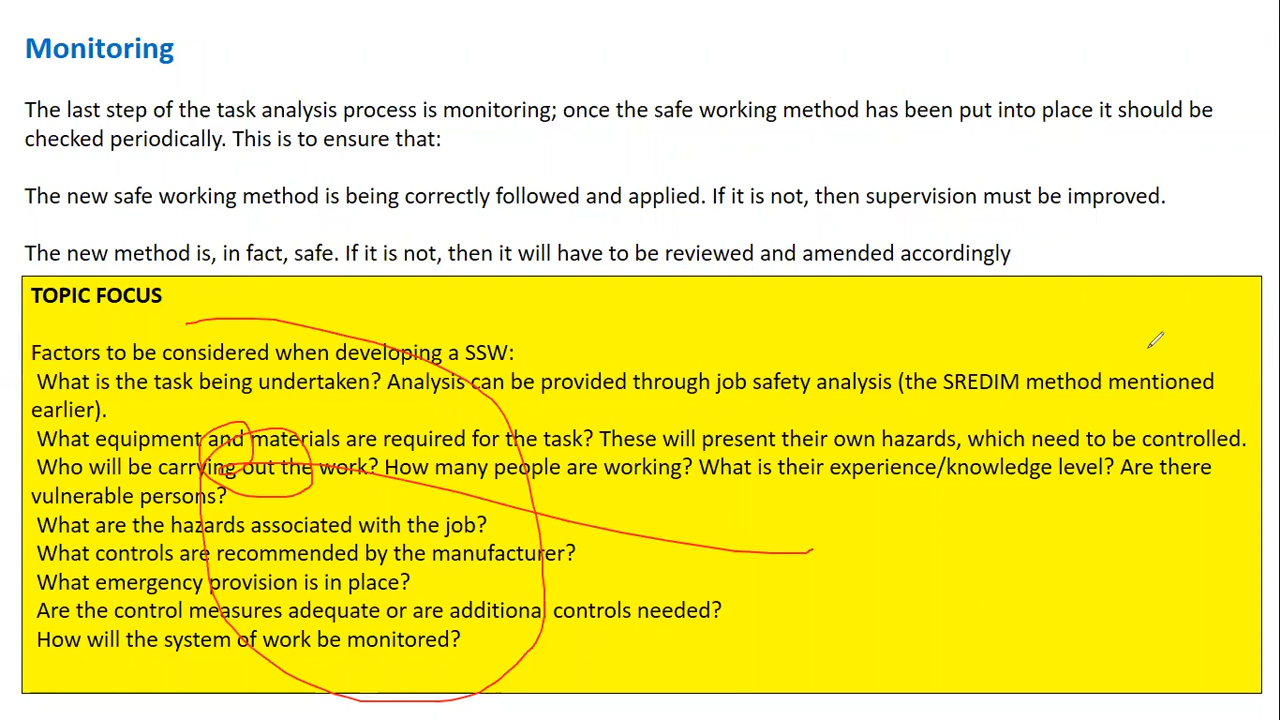 Monitoring
The last step of the task analysis process is monitoring; once the safe working method has been put into place it should be
checked periodically. This is to ensure that:
The new safe working method is being correctly followed and applied. If it is not, then supervision must be improved.
The new method is, in fact, safe. If it is not, then it will have to be reviewed and amended accordingly
TOPIC FOCUS
Factors to be considered when developing a SSW:
What is the task being undertaken? Analysis can be provided through job safety analysis (the SREDIM method mentioned
earlier).
What equipment and materials are required for the task? These will present their own hazards, which need to be controlled.
Who will be carrying out the work? How many people are working? What is their experience/knowledge level? Are there
vulnerable persons?
What are the hazards associated with the job?
What controls are recommended by the manufacturer?
What emergency provision is in place?
Are the control measures adequate or are additional controls needed?
How will the system of work be monitored?